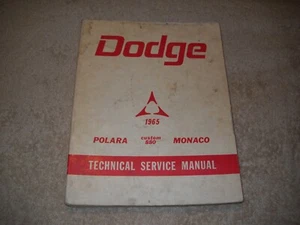 Dodge
1965
POLARA custom 880 MONACO
TECHNICAL SERVICE MANUAL